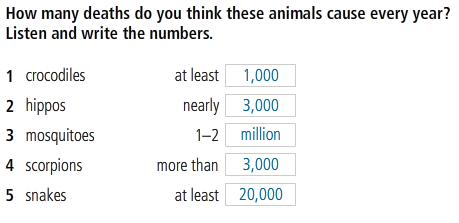 How many deaths do you think these animals cause every year?
Listen and write the numbers.
1 crocodiles at least 1,000
2 hippos nearly 3,000
3 mosquitoes 1–2 million
4 scorpions more than 3,000
5 snakes at least 20,000